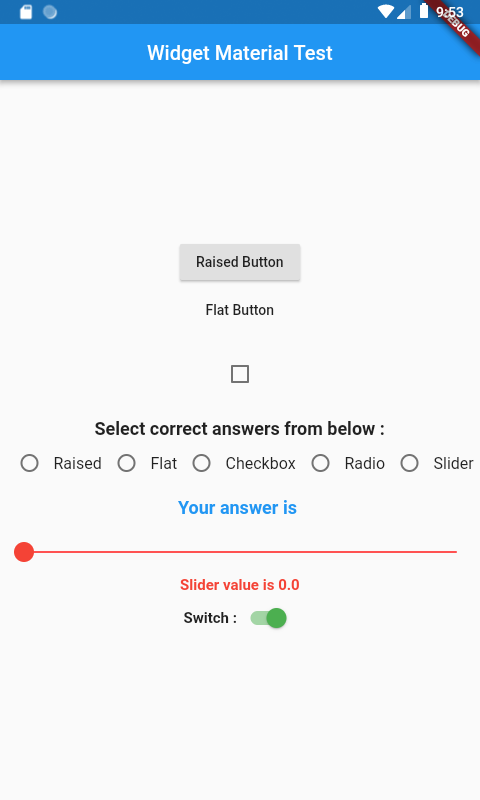 9:53
DEBUG
Widget Material Test
Raised Button
Flat Button
Select correct answers from below :
Raised Flat Checkbox Radio Slider
Your answer is
Slider value is 0.0
Switch :